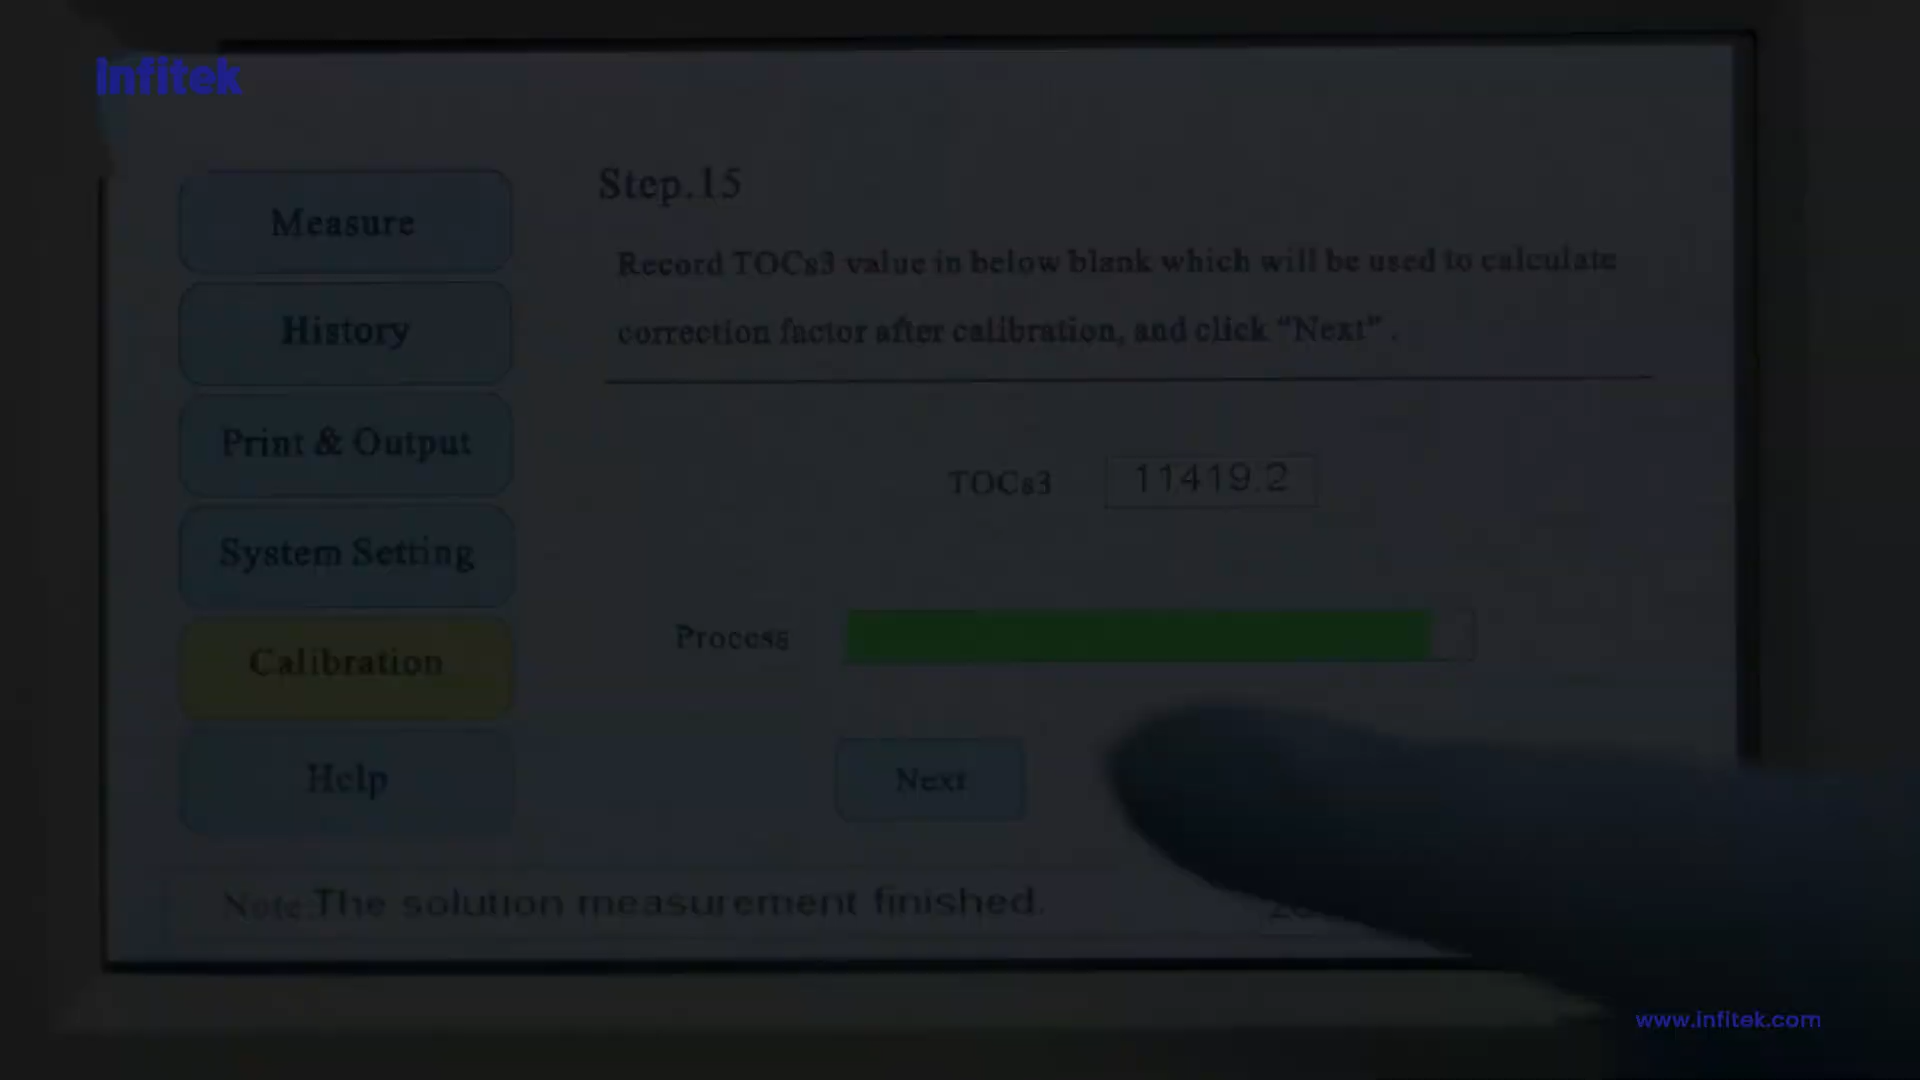 Infitek
Measure
History
Print & Output
System Setting
Calibration
Help
Step.15
Record TOCs3 value in below blank which will be used to calculate
correction factor after calibration, and click “Next” .
TOCs3 11419.2
Process
Next
Note:The solution measurement finished.
www.infitek.com